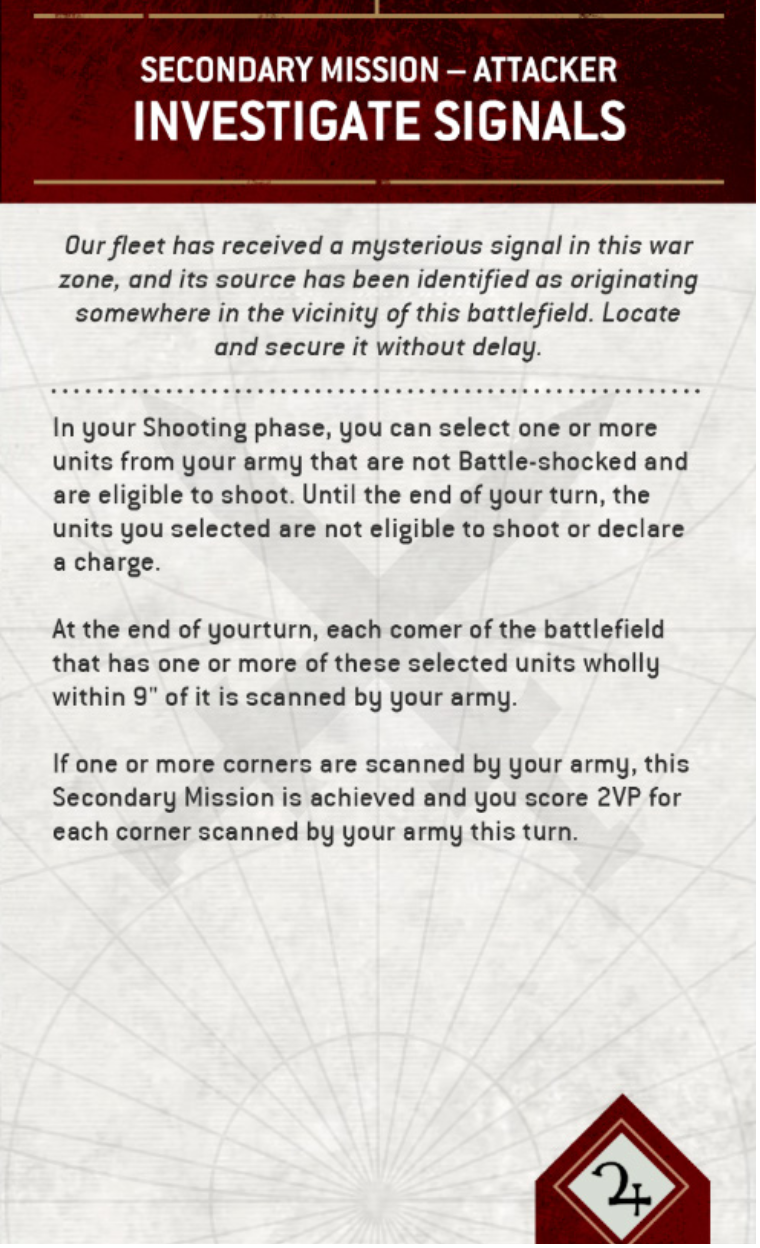 SECONDARY MISSION – ATTACKER
INVESTIGATE SIGNALS
Our fleet has received a mysterious signal in this war
zone, and its source has been identified as originating
somewhere in the vicinity of this battlefield. Locate
and secure it without delay.
In your Shooting phase, you can select one or more
units from your army that are not Battle-shocked and
are eligible to shoot. Until the end of your turn, the
units you selected are not eligible to shoot or declare
a charge.
At the end of yourturn, each comer of the battlefield
that has one or more of these selected units wholly
within 9" of it is scanned by your army.
If one or more corners are scanned by your army, this
Secondary Mission is achieved and you score 2VP for
each corner scanned by your army this turn.